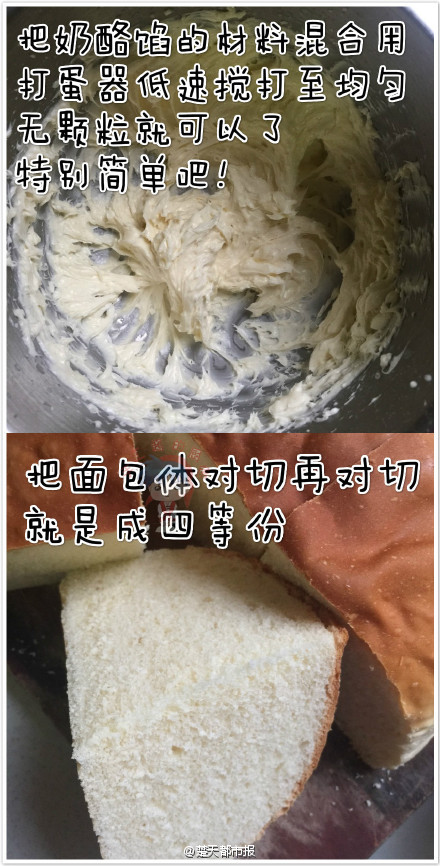 把奶酪馅的材料混合用
打蛋器低速搅打至均匀
无颗粒就可以了
特别简单吧!
把面包体对切再对切
就是成四等份
@楚天都市报